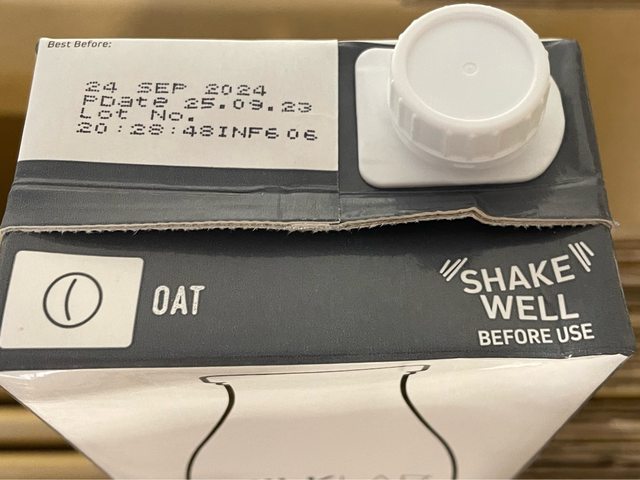 Best Before:
24 SEP 2024
PDate 25.09.23
Lot No.
20:28:48INF606
OAT
SHAKE
WELL
BEFORE USE